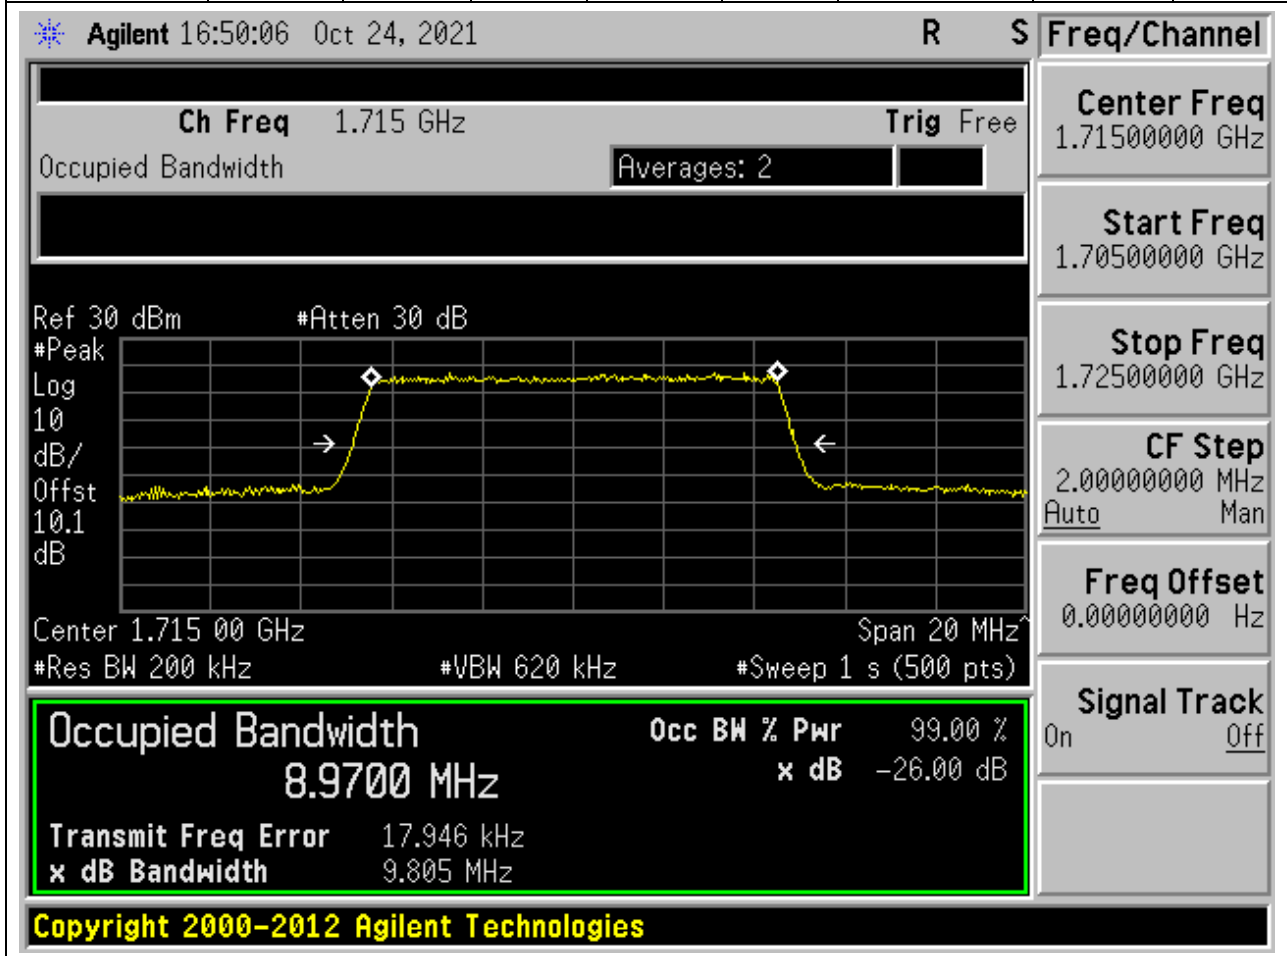 Agilent 16:50:06 Oct 24, 2021 R S
Freq/Channel
Ch Freq 1.715 GHz Trig Free
Occupied Bandwidth Averages: 2
Ref 30 dBm #Atten 30 dB
#Peak
Log
10
dB/
Offst
10.1
dB
Center 1.715 00 GHz Span 20 MHz^
#Res BW 200 kHz #VBW 620 kHz #Sweep 1 s (500 pts)
Occupied Bandwidth Occ BW % Pwr 99.00 %
8.9700 MHz x dB -26.00 dB
Transmit Freq Error 17.946 kHz
x dB Bandwidth 9.805 MHz
Center Freq
1.71500000 GHz
Start Freq
1.70500000 GHz
Stop Freq
1.72500000 GHz
CF Step
2.00000000 MHz
Auto Man
Freq Offset
0.00000000 Hz
Signal Track
On Off
Copyright 2000-2012 Agilent Technologies